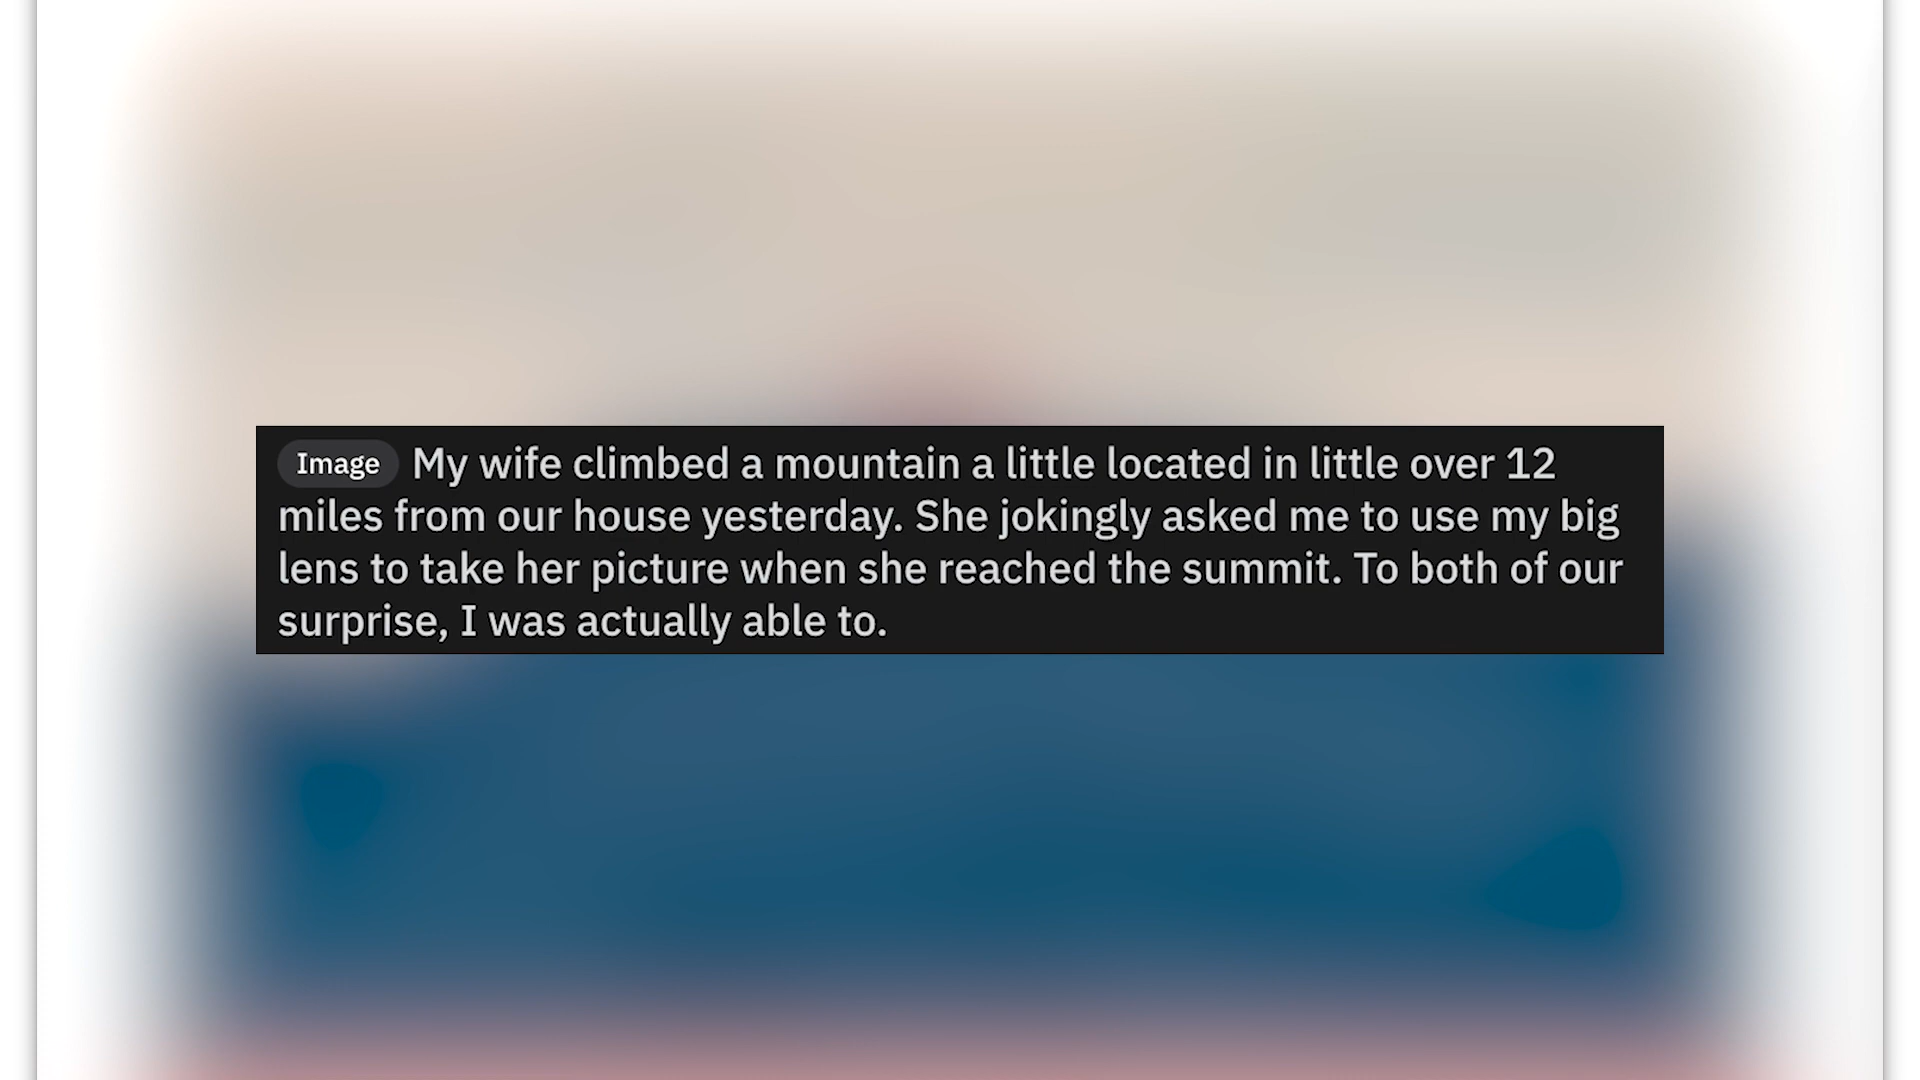 Image My wife climbed a mountain a little located in little over 12
miles from our house yesterday. She jokingly asked me to use my big
lens to take her picture when she reached the summit. To both of our
surprise, I was actually able to.